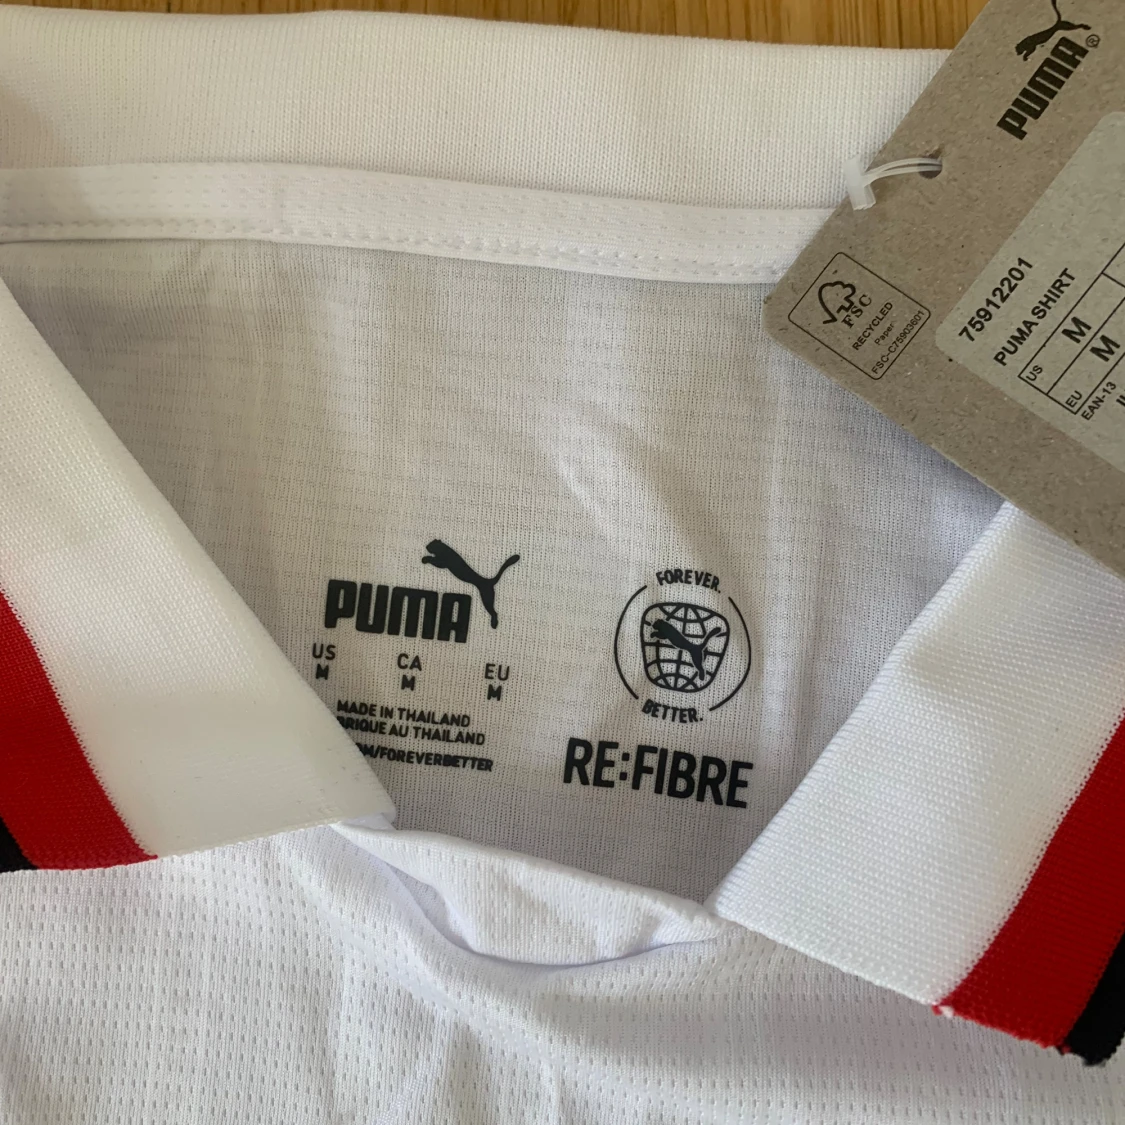 PUMA®
FSC
RECYCLED
Paper
FSC-C75903601
75912201
PUMA SHIRT
US M
EU M
EAN-13
PUMA
US CA EU
M M M
MADE IN THAILAND
BRIQUE AU THAILAND
/FOREVERBETTER
FOREVER.
BETTER.
RE:FIBRE